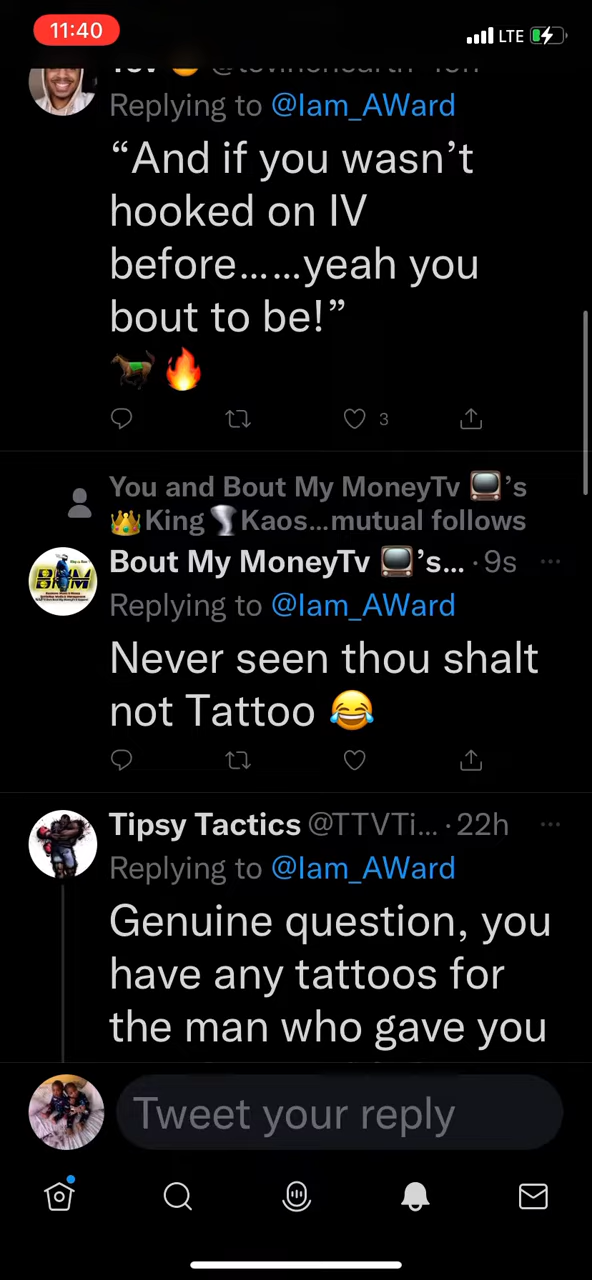 11:40
LTE
Replying to @Iam_AWard
“And if you wasn’t
hooked on IV
before......yeah you
bout to be!”
3
You and Bout My MoneyTv 📺’s
👑King🌪️Kaos...mutual follows
Bout My MoneyTv 📺’s... · 9s
Replying to @Iam_AWard
Never seen thou shalt
not Tattoo 😂
Tipsy Tactics @TTVTi... · 22h
Replying to @Iam_AWard
Genuine question, you
have any tattoos for
the man who gave you
Tweet your reply